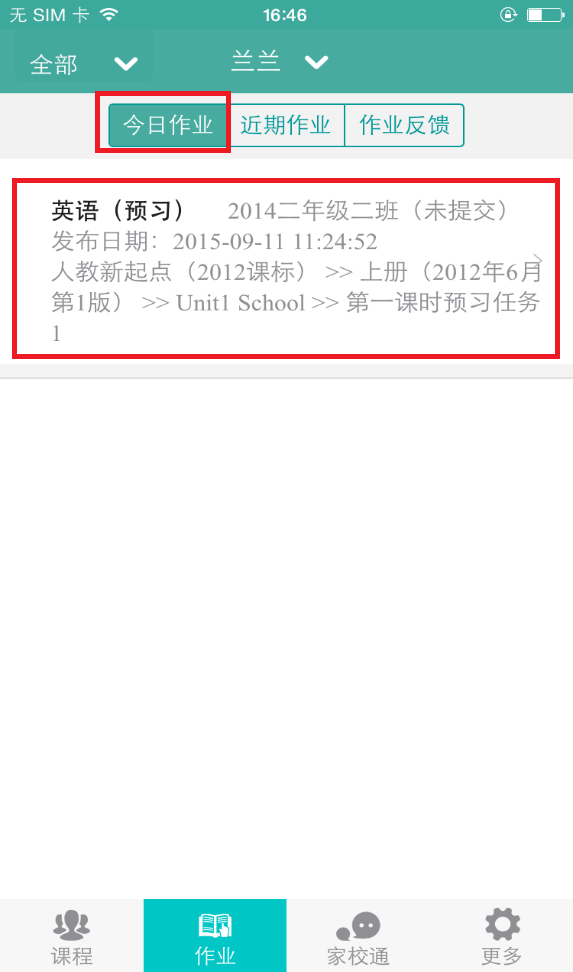 无 SIM 卡 16:46
全部 兰兰
今日作业 近期作业 作业反馈
英语（预习） 2014二年级二班（未提交）
发布日期：2015-09-11 11:24:52
人教新起点（2012课标） >> 上册（2012年6月
第1版） >> Unit1 School >> 第一课时预习任务
1
课程 作业 家校通 更多